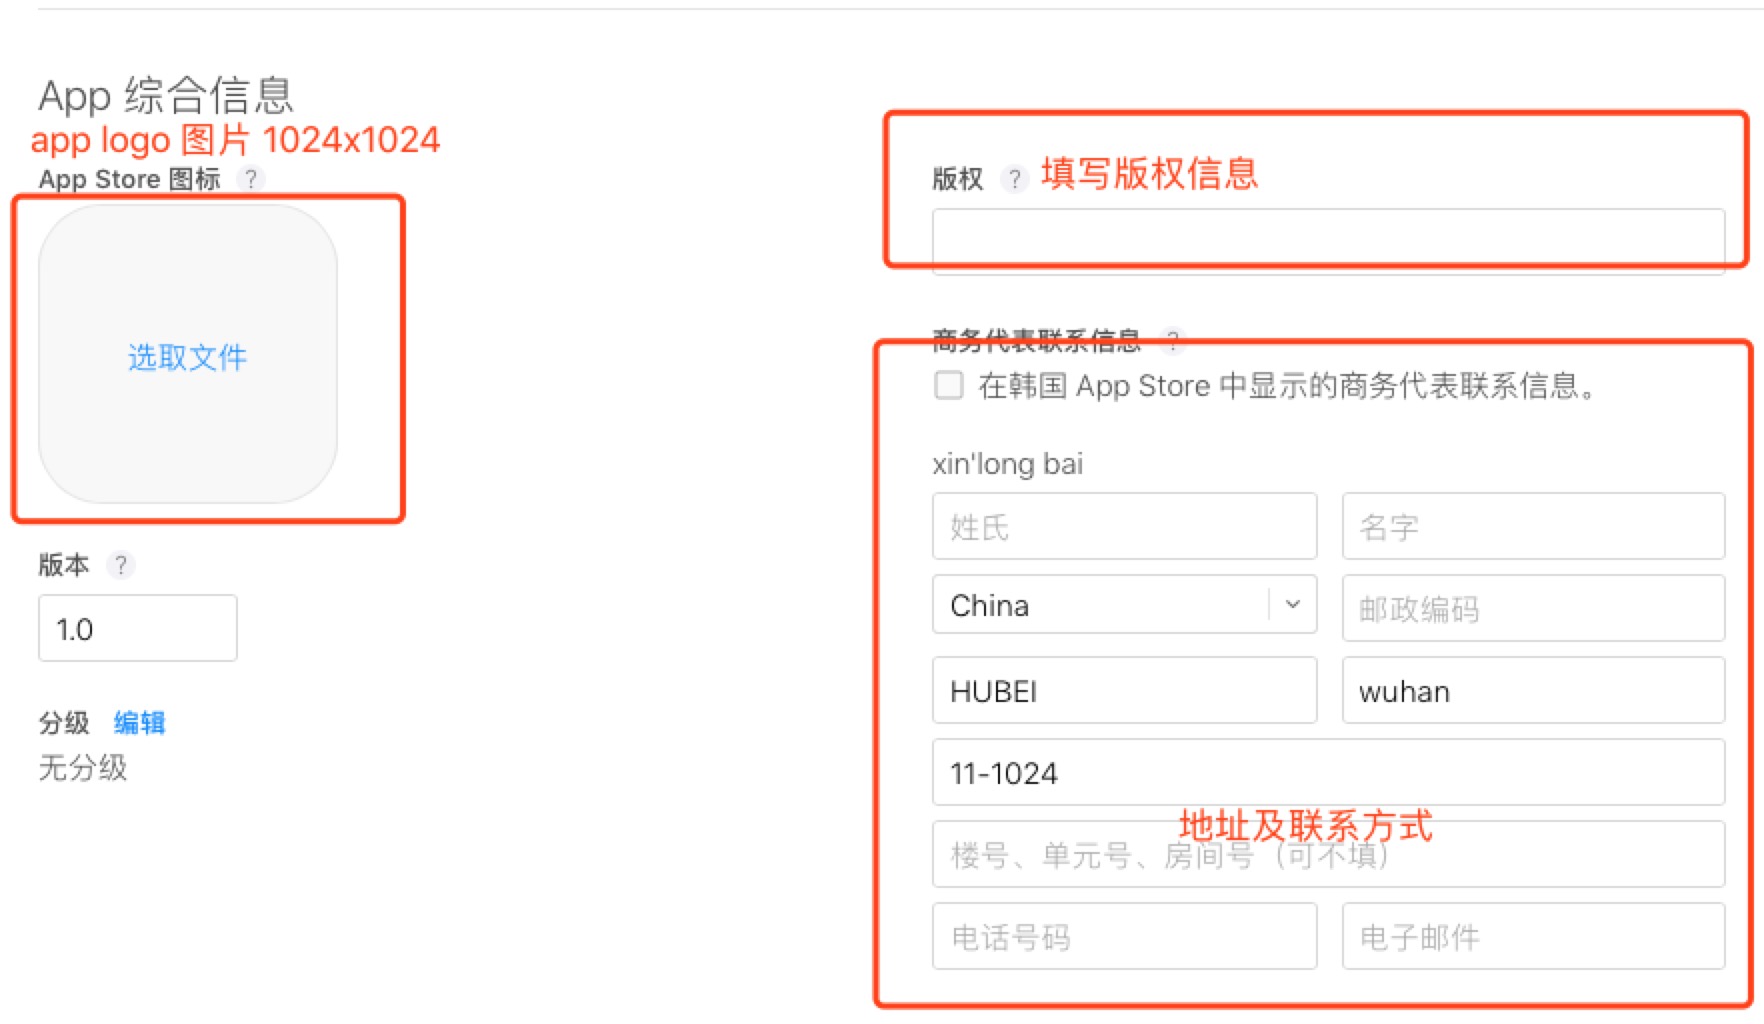 App 综合信息
app logo 图片 1024x1024
App Store 图标 ?
选取文件
版本 ?
1.0
分级 编辑
无分级
版权 ? 填写版权信息
商务代表联系信息 ?
在韩国 App Store 中显示的商务代表联系信息。
xin'long bai
姓氏 名字
China 邮政编码
HUBEI wuhan
11-1024
地址及联系方式
楼号、单元号、房间号（可不填）
电话号码 电子邮件